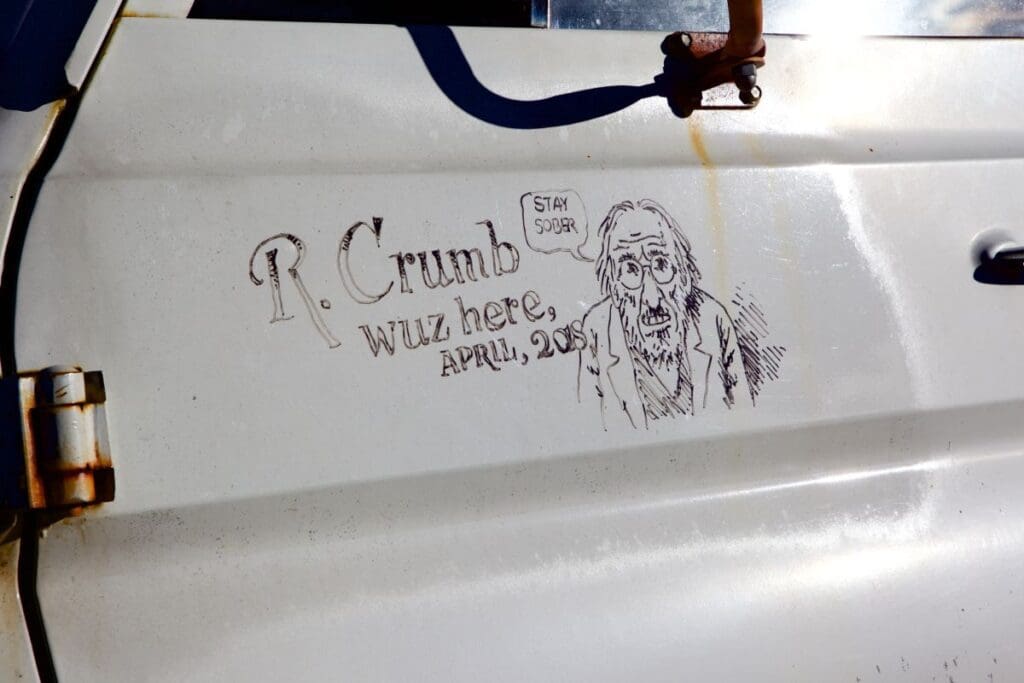 STAY
SOBER
R. Crumb
wuz here,
APRIL, 2018